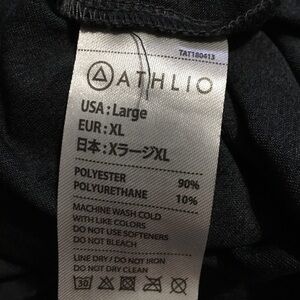 TAT180413
ATHLIO
USA : Large
EUR : XL
日本 : XラージXL
POLYESTER 90%
POLYURETHANE 10%
MACHINE WASH COLD
WITH LIKE COLORS
DO NOT USE SOFTENERS
DO NOT BLEACH
LINE DRY / DO NOT IRON
DO NOT DRY CLEAN
30